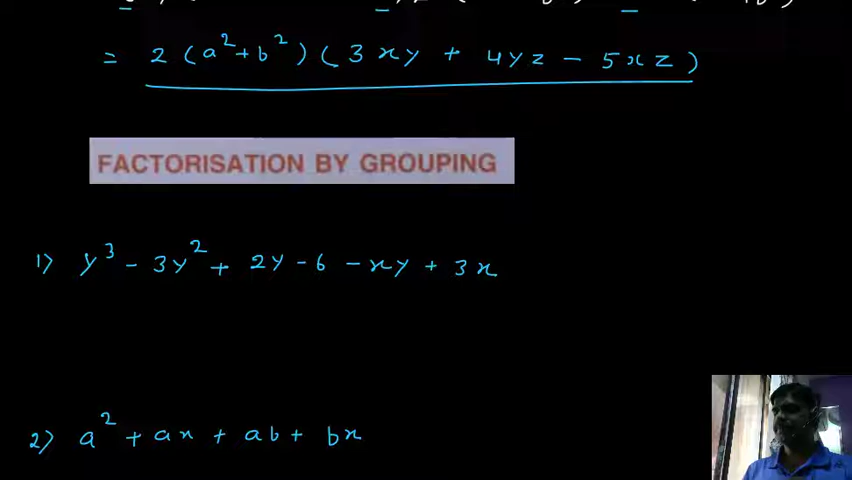 = 2 (a² + b²) (3xy + 4yz - 5xz)
FACTORISATION BY GROUPING
1) y³ - 3y² + 2y - 6 - xy + 3x
2) a² + ax + ab + bx